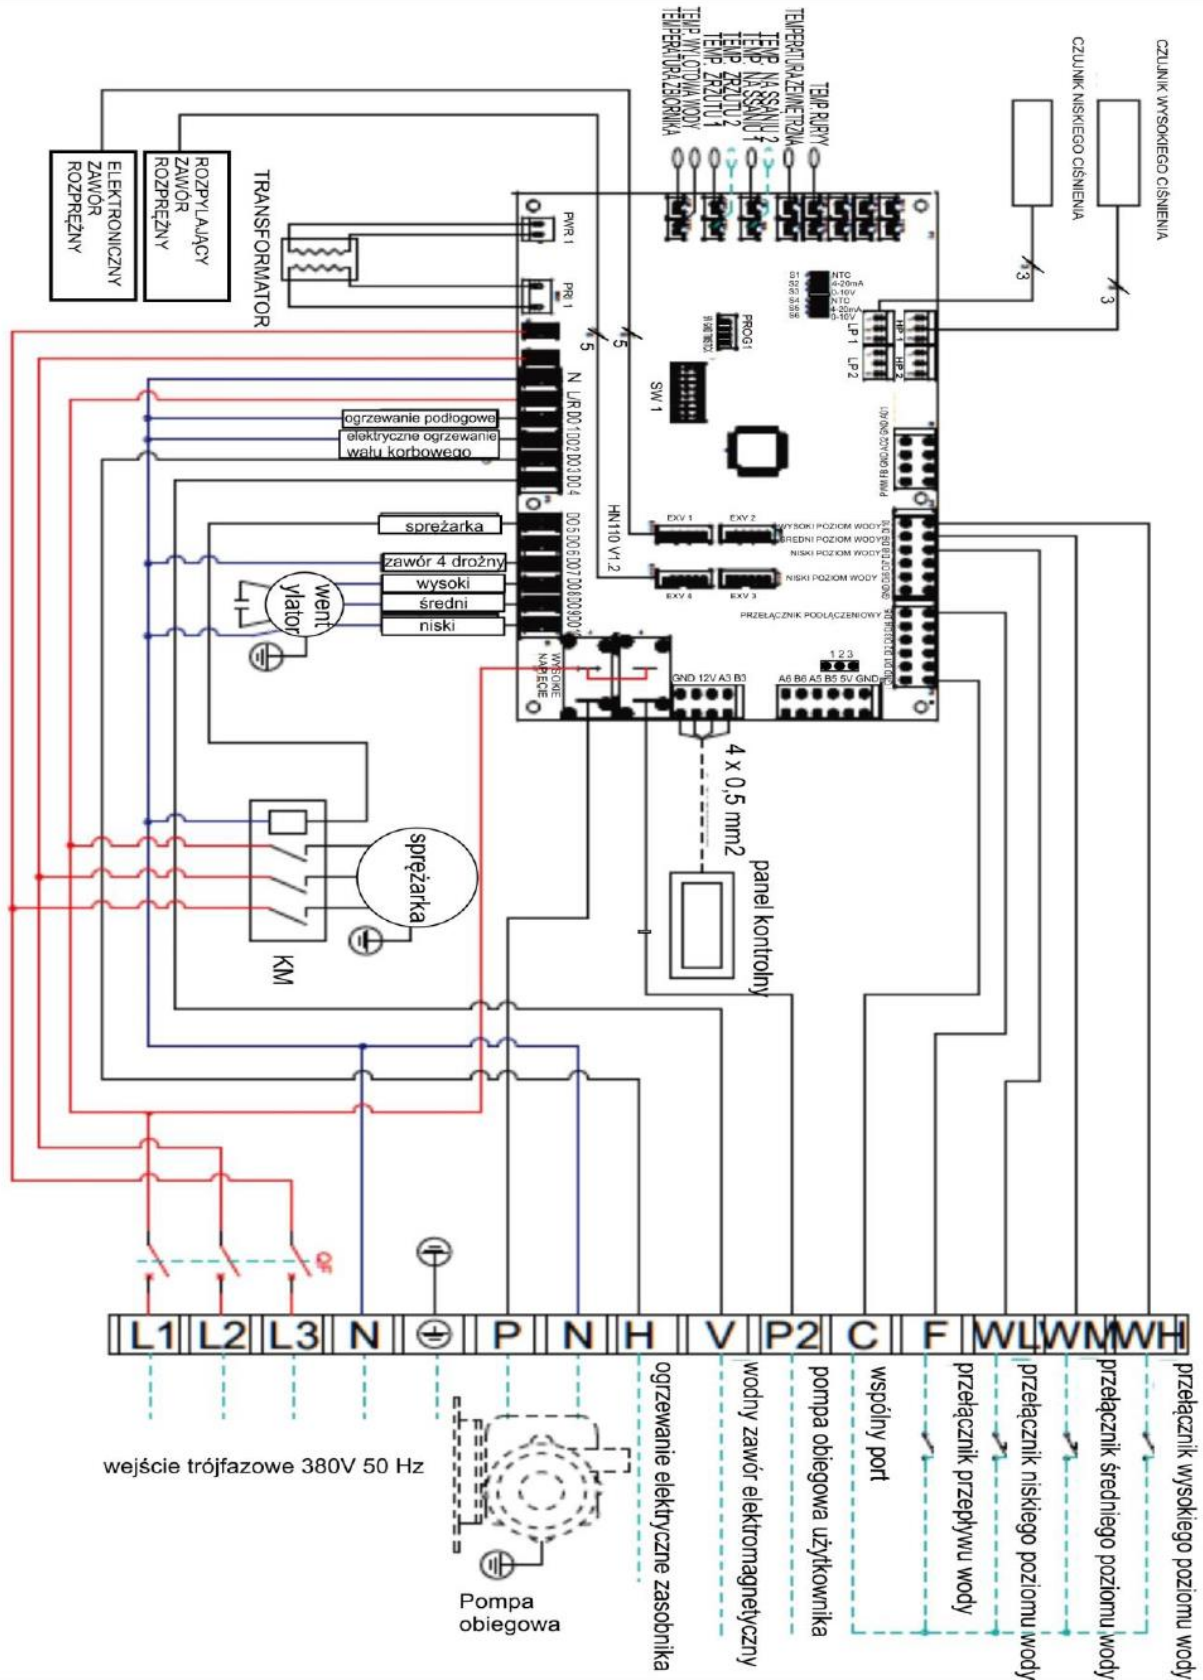 CZUJNIK WYSOKIEGO CIŚNIENIA
CZUJNIK NISKIEGO CIŚNIENIA
TEMP.RURYY
TEMPERATURA ZEWNĘTRZNA
TEMP. NA SSANIU 2
TEMP. NA SSANIU 1
TEMP. ZRZUTU 2
TEMP. ZRZUTU 1
TEMP. WYLOTOWA WODY
TEMPERATURA ZBIORNIKA
3
3
ELEKTRONICZNY
ZAWÓR
ROZPRĘŻNY
ROZPYLAJĄCY
ZAWÓR
ROZPRĘŻNY
TRANSFORMATOR
PWR 1
PRI 1
5
5
S1 NTC
S2 4-20mA
S3 0-10V
S4 NTC
S5 4-20mA
S6 0-10V
LP 1
HP 1
LP 2
HP 2
PROG1
SW 1
N L/R DO1 DO2 DO3 DO4
ogrzewanie podłogowe
elektryczne ogrzewanie
wału korbowego
DO5 DO6 DO7 DO8 DO9
HN110 V1.2
EXV 1
EXV 2
EXV 4
EXV 3
WYSOKI POZIOM WODY
ŚREDNI POZIOM WODY
NISKI POZIOM WODY
NISKI POZIOM WODY
PRZEŁĄCZNIK PODŁĄCZENIOWY
sprężarka
zawór 4 drożny
wysoki
średni
niski
went
ylator
WYSOKIE
NAPIĘCIE
1 2 3
GND 12V A3 B3
A6 B6 A5 B5 5V GND
4 x 0,5 mm2
panel kontrolny
sprężarka
KM
QF
L1 L2 L3 N P N H V P2 C F WL WM WH
wejście trójfazowe 380V 50 Hz
Pompa
obiegowa
ogrzewanie elektryczne zasobnika
wodny zawór elektromagnetyczny
pompa obiegowa użytkownika
wspólny port
przełącznik przepływu wody
przełącznik niskiego poziomu wody
przełącznik średniego poziomu wody
przełącznik wysokiego poziomu wody